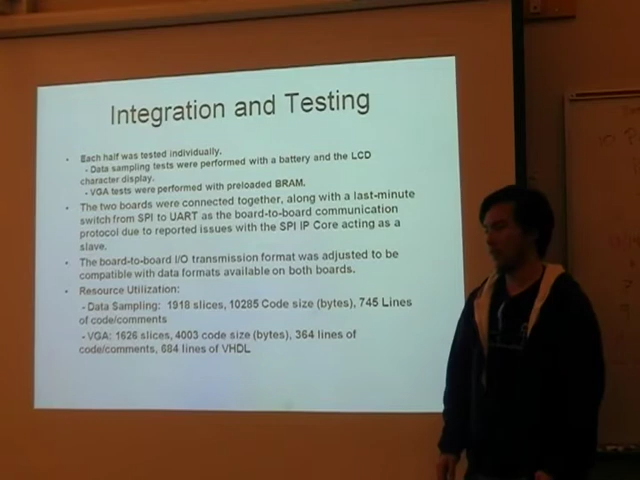 Integration and Testing
• Each half was tested individually.
- Data sampling tests were performed with a battery and the LCD
character display.
- VGA tests were performed with preloaded BRAM.
• The two boards were connected together, along with a last-minute
switch from SPI to UART as the board-to-board communication
protocol due to reported issues with the SPI IP Core acting as a
slave.
• The board-to-board I/O transmission format was adjusted to be
compatible with data formats available on both boards.
• Resource Utilization:
- Data Sampling: 1918 slices, 10285 Code size (bytes), 745 Lines
of code/comments
- VGA: 1626 slices, 4003 code size (bytes), 364 lines of
code/comments, 684 lines of VHDL